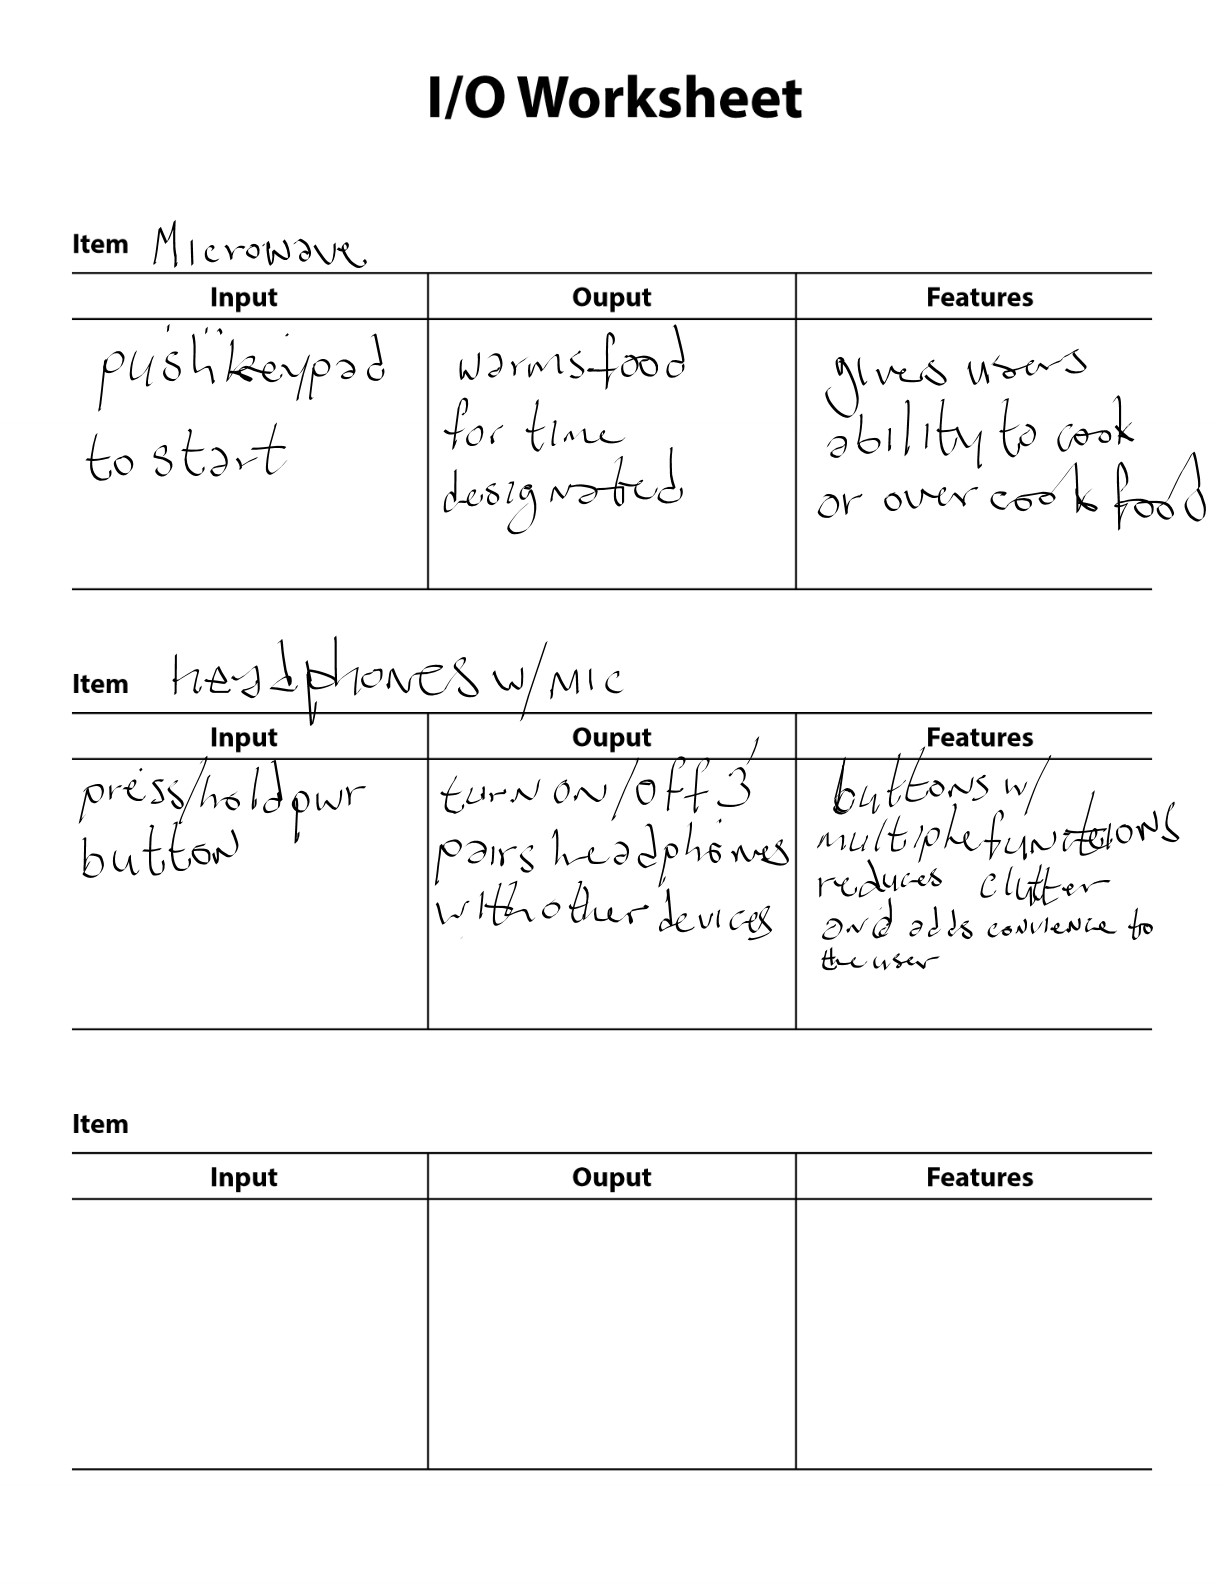 I/O Worksheet
Item Microwave
Input Ouput Features
push keypad
to start
warms food
for time
designated
gives users
ability to cook
or over cook food
Item headphones w/mic
Input Ouput Features
press/hold pwr
button
turn on/off 3
pairs headphones
with other devices
buttons w/
multiple functions
reduces clutter
and adds convience to
the user
Item
Input Ouput Features